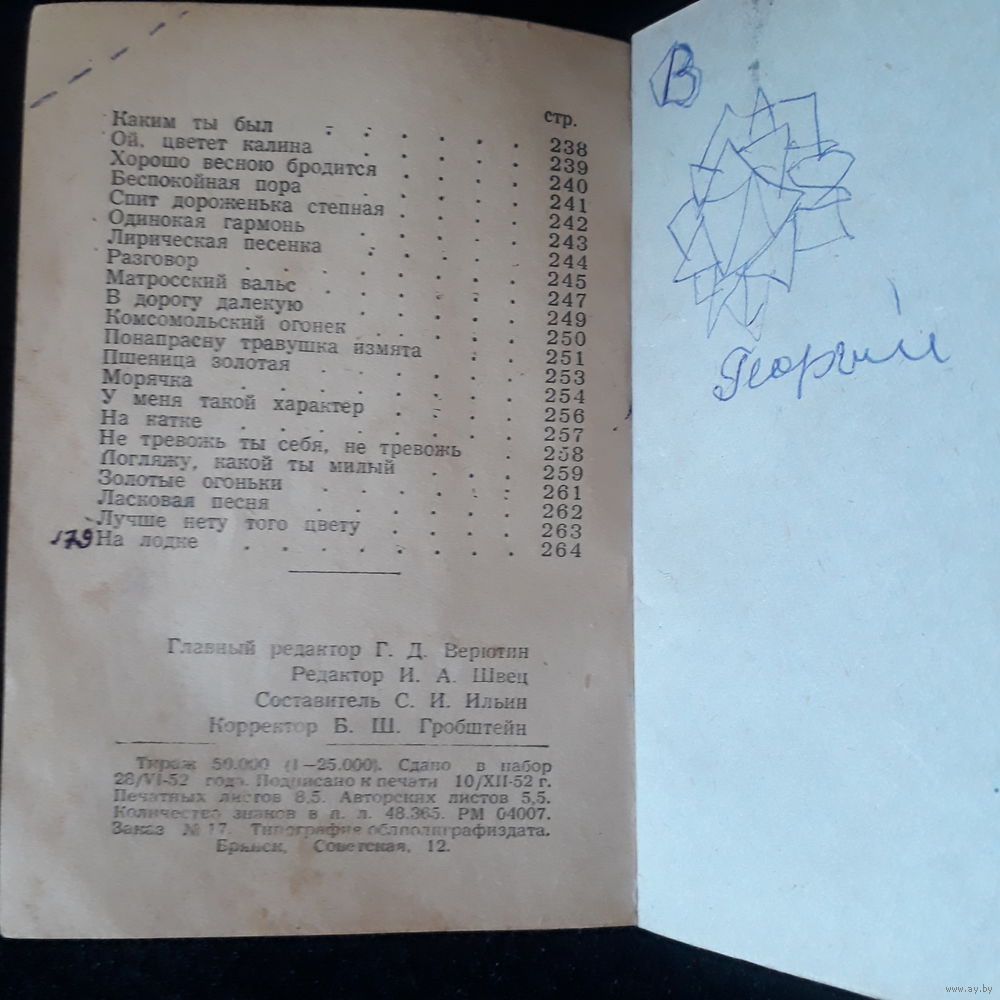 стр.
Каким ты был - - . . . . 238
Ой, цветет калина . . . . 239
Хорошо весною бродится . . . . 240
Беспокойная пора . . . . 241
Спит дороженька степная . . . . 242
Одинокая гармонь . . . . 243
Лирическая песенка . . . . 244
Разговор . . . . . . 245
Матросский вальс . . . . . 247
В дорогу далекую . . . . 249
Комсомольский огонек . . . . 250
Понапрасну травушка измята . . . 251
Пшеница золотая . . . . . 253
Морячка . . . . . . 254
У меня такой характер . . . . 256
На катке . . . . . . . 257
Не тревожь ты себя, не тревожь . 258
Погляжу, какой ты милый . . . 259
Золотые огоньки . . . . . 261
Ласковая песня . . . . . 262
Лучше нету того цвету . . . . 263
179 На лодке . . . . . . . 264
Главный редактор Г. Д. Верютин
Редактор И. А. Швец
Составитель С. И. Ильин
Корректор Б. Ш. Гробштейн
Тираж 50.000 (1—25.000). Сдано в набор
28/VI-52 года. Подписано к печати 10/XII-52 г.
Печатных листов 8,5. Авторских листов 5,5.
Количество знаков в п. л. 48.365. РМ 04007.
Заказ № 17. Типография облполиграфиздата.
Брянск, Советская, 12.
В
Георгий
www.ay.by